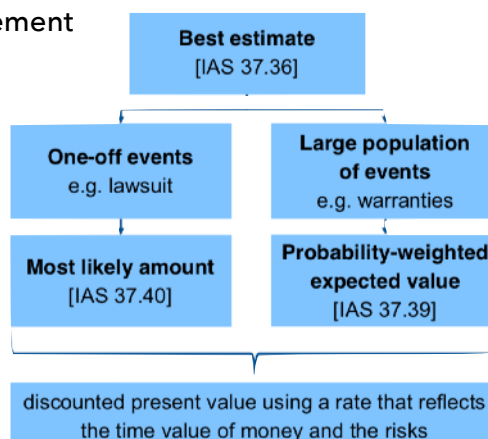 ement
Best estimate
[IAS 37.36]
One-off events
e.g. lawsuit
Large population
of events
e.g. warranties
Most likely amount
[IAS 37.40]
Probability-weighted
expected value
[IAS 37.39]
discounted present value using a rate that reflects
the time value of money and the risks